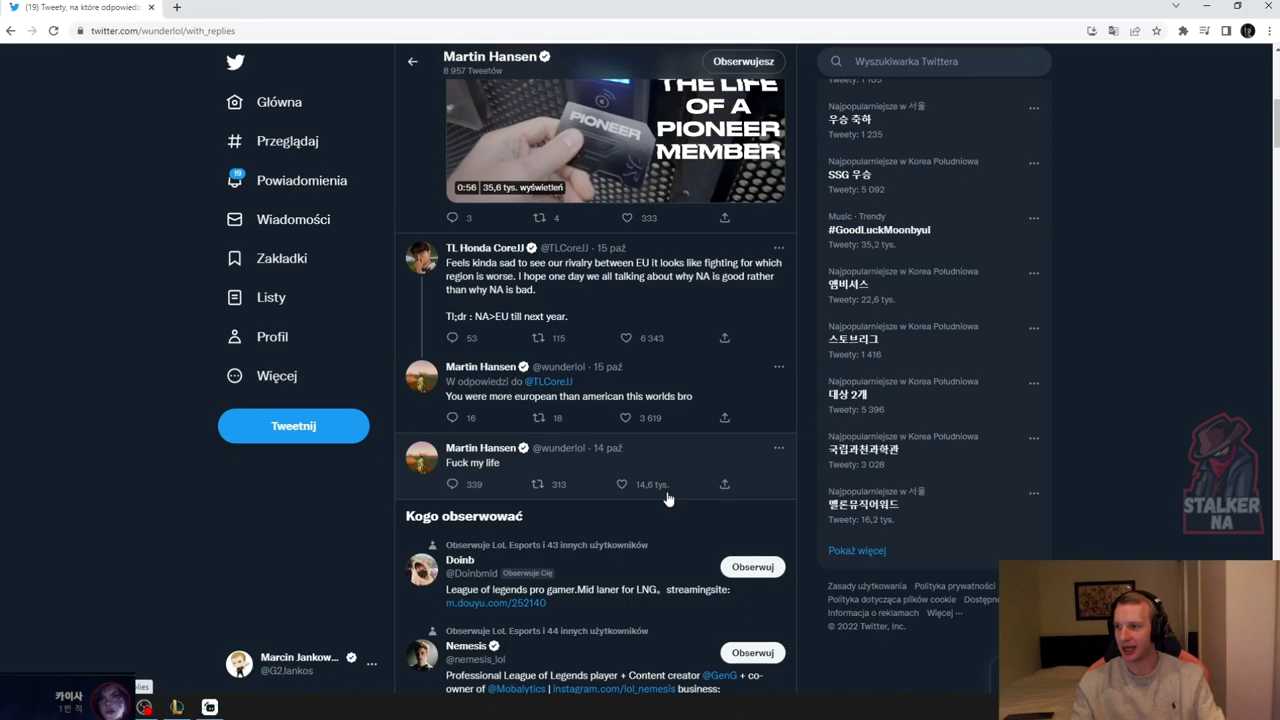 (19) Tweety, na które odpowiedz
twitter.com/wunderlol/with_replies
Główna
Przeglądaj
19
Powiadomienia
Wiadomości
Zakładki
Listy
Profil
Więcej
Tweetnij
Marcin Jankow...
@G2Jankos
카이사
1번 적
Martin Hansen
8 957 Tweetów
Obserwujesz
THE LIFE
OF A
PIONEER
MEMBER
PIONEER
0:56 | 35,6 tys. wyświetleń
3 4 333
TL Honda CoreJJ @TLCoreJJ · 15 paź
Feels kinda sad to see our rivalry between EU it looks like fighting for which
region is worse. I hope one day we all talking about why NA is good rather
than why NA is bad.
Tl;dr : NA>EU till next year.
53 115 6 343
Martin Hansen @wunderlol · 15 paź
W odpowiedzi do @TLCoreJJ
You were more european than american this worlds bro
16 18 3 619
Martin Hansen @wunderlol · 14 paź
Fuck my life
339 313 14,6 tys.
Kogo obserwować
Obserwuje LoL Esports i 43 innych użytkowników
Doinb
@Doinbmid Obserwuje Cię
Obserwuj
League of legends pro gamer.Mid laner for LNG。streamingsite:
m.douyu.com/252140
Obserwuje LoL Esports i 44 innych użytkowników
Nemesis
@nemesis_lol
Obserwuj
Professional League of Legends player + Content creator @GenG + co-
owner of @Mobalytics | instagram.com/lol_nemesis business:
Wyszukiwarka Twittera
Najpopularniejsze w 서울
우승 축하
Tweety: 1 235
Najpopularniejsze w Korea Południowa
SSG 우승
Tweety: 5 092
Music · Trendy
#GoodLuckMoonbyul
Tweety: 35,2 tys.
Najpopularniejsze w Korea Południowa
앰비셔스
Tweety: 22,6 tys.
Najpopularniejsze w Korea Południowa
스토브리그
Tweety: 1 416
Najpopularniejsze w Korea Południowa
대상 2개
Tweety: 5 396
Najpopularniejsze w Korea Południowa
국립과천과학관
Tweety: 3 028
Najpopularniejsze w 서울
멜론뮤직어워드
Tweety: 16,2 tys.
Pokaż więcej
Zasady użytkowania Polityka prywatności
Polityka dotycząca plików cookie
Informacja o reklamach Więcej ···
© 2022 Twitter, Inc.
STALKER
NA